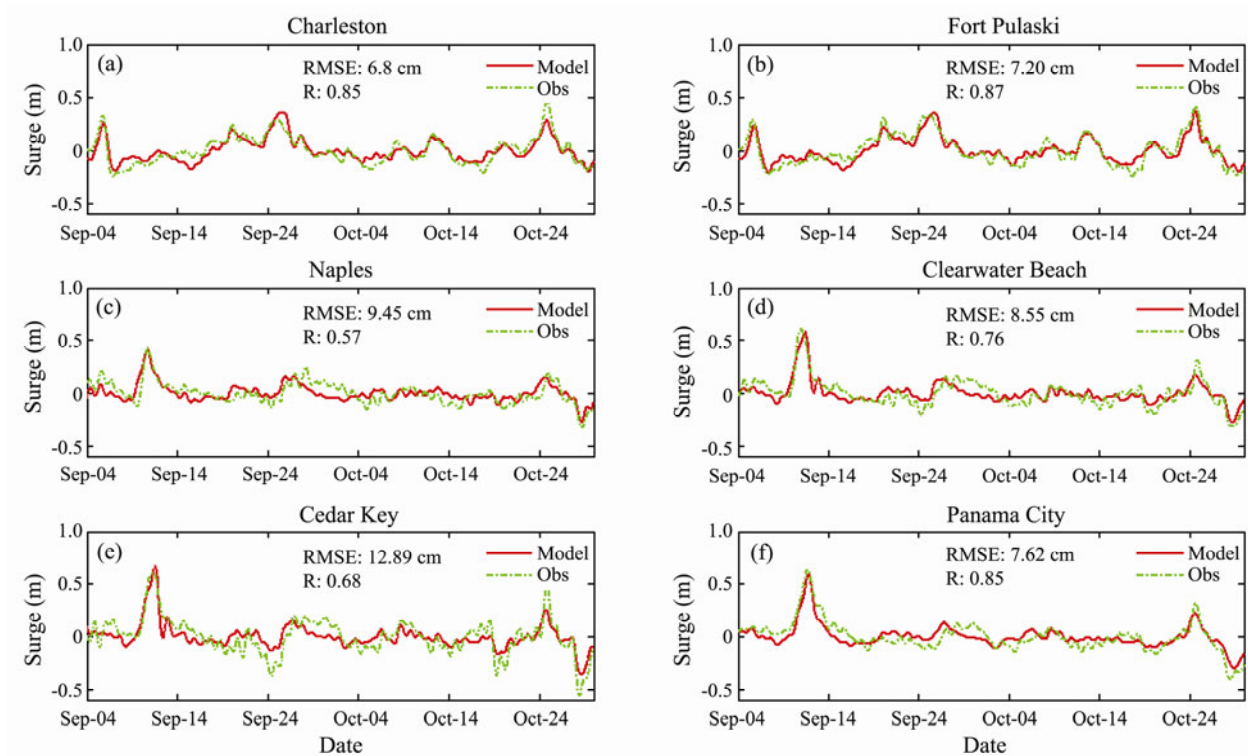 Charleston
1.0
0.5
0
-0.5
Surge (m)
(a)
RMSE: 6.8 cm
R: 0.85
Model
Obs
Sep-04 Sep-14 Sep-24 Oct-04 Oct-14 Oct-24
Fort Pulaski
1.0
0.5
0
-0.5
Surge (m)
(b)
RMSE: 7.20 cm
R: 0.87
Model
Obs
Sep-04 Sep-14 Sep-24 Oct-04 Oct-14 Oct-24
Naples
1.0
0.5
0
-0.5
Surge (m)
(c)
RMSE: 9.45 cm
R: 0.57
Model
Obs
Sep-04 Sep-14 Sep-24 Oct-04 Oct-14 Oct-24
Clearwater Beach
1.0
0.5
0
-0.5
Surge (m)
(d)
RMSE: 8.55 cm
R: 0.76
Model
Obs
Sep-04 Sep-14 Sep-24 Oct-04 Oct-14 Oct-24
Cedar Key
1.0
0.5
0
-0.5
Surge (m)
(e)
RMSE: 12.89 cm
R: 0.68
Model
Obs
Sep-04 Sep-14 Sep-24 Oct-04 Oct-14 Oct-24
Date
Panama City
1.0
0.5
0
-0.5
Surge (m)
(f)
RMSE: 7.62 cm
R: 0.85
Model
Obs
Sep-04 Sep-14 Sep-24 Oct-04 Oct-14 Oct-24
Date